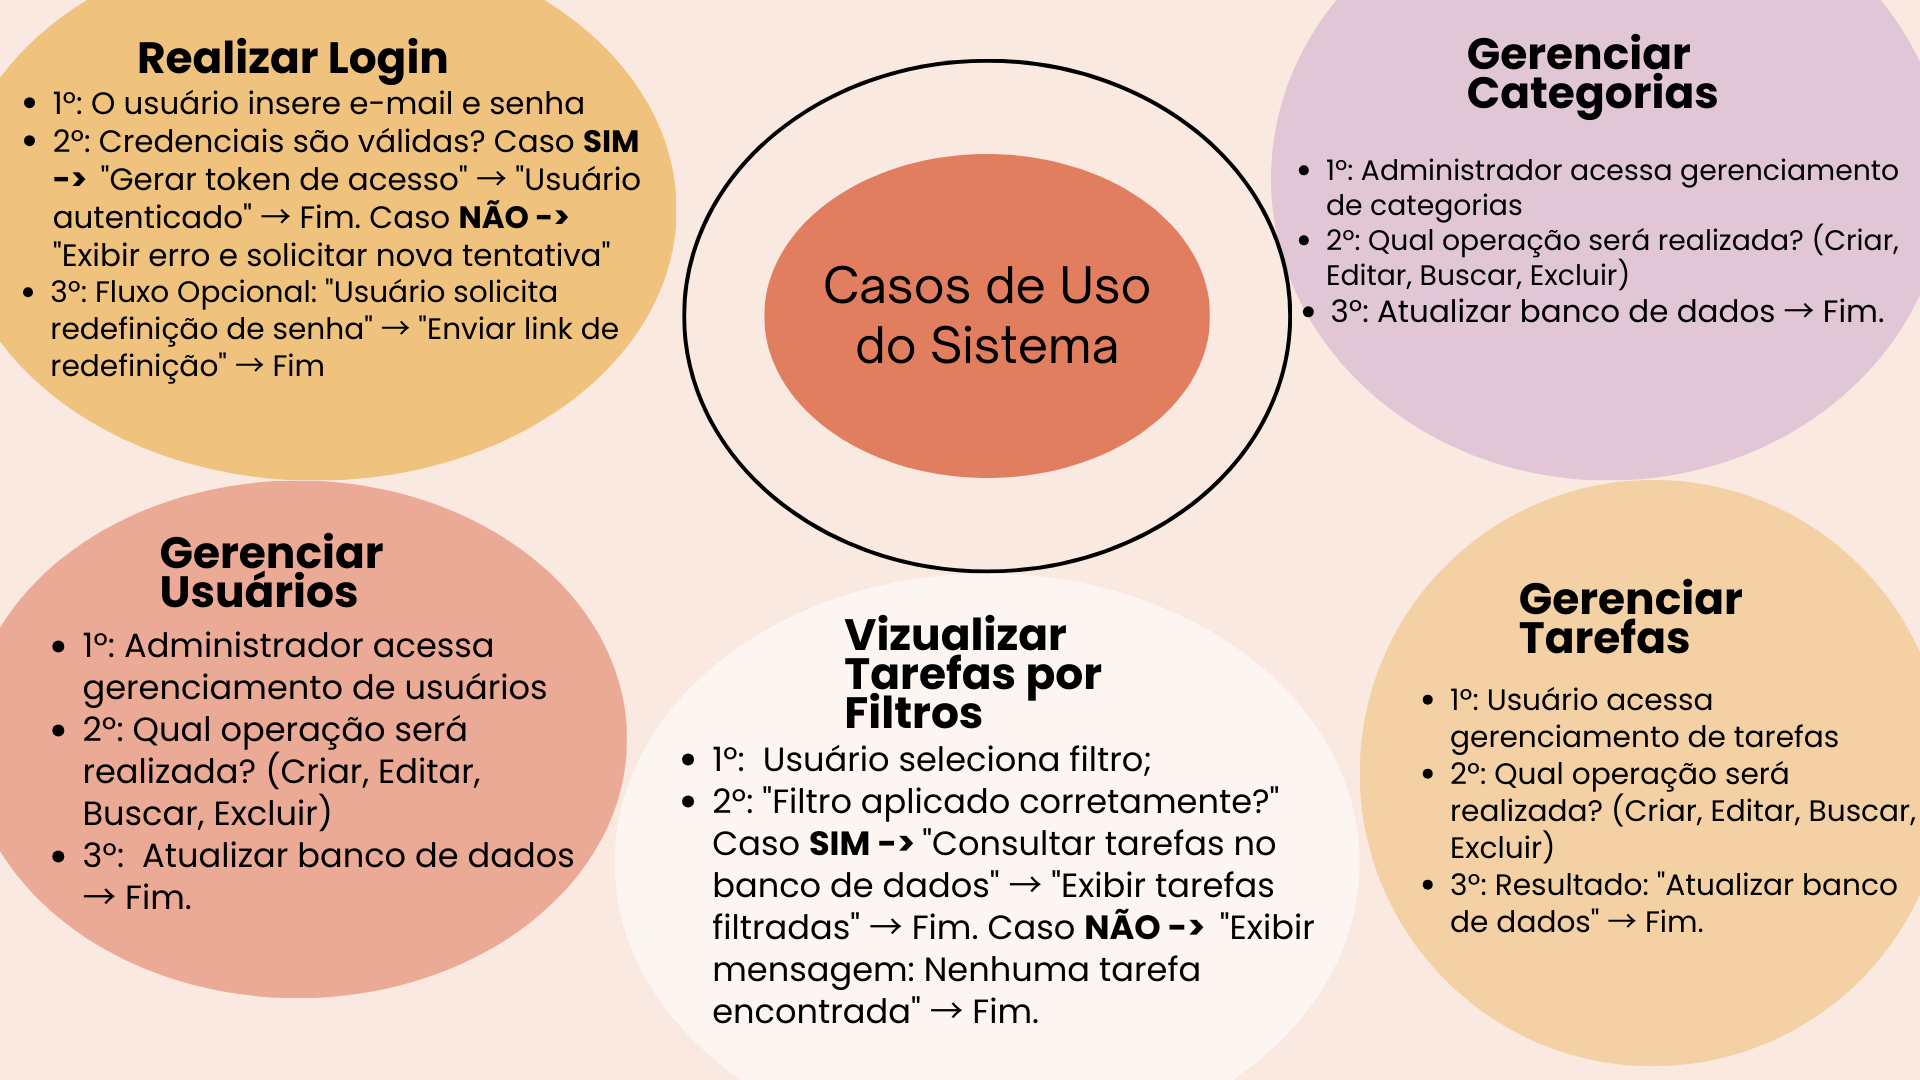 Realizar Login
• 1º: O usuário insere e-mail e senha
• 2º: Credenciais são válidas? Caso SIM
-> "Gerar token de acesso" → "Usuário
autenticado" → Fim. Caso NÃO ->
"Exibir erro e solicitar nova tentativa"
• 3º: Fluxo Opcional: "Usuário solicita
redefinição de senha" → "Enviar link de
redefinição" → Fim
Casos de Uso
do Sistema
Gerenciar
Categorias
• 1º: Administrador acessa gerenciamento
de categorias
• 2º: Qual operação será realizada? (Criar,
Editar, Buscar, Excluir)
• 3º: Atualizar banco de dados → Fim.
Gerenciar
Usuários
• 1º: Administrador acessa
gerenciamento de usuários
• 2º: Qual operação será
realizada? (Criar, Editar,
Buscar, Excluir)
• 3º: Atualizar banco de dados
→ Fim.
Vizualizar
Tarefas por
Filtros
• 1º: Usuário seleciona filtro;
• 2º: "Filtro aplicado corretamente?"
Caso SIM -> "Consultar tarefas no
banco de dados" → "Exibir tarefas
filtradas" → Fim. Caso NÃO -> "Exibir
mensagem: Nenhuma tarefa
encontrada" → Fim.
Gerenciar
Tarefas
• 1º: Usuário acessa
gerenciamento de tarefas
• 2º: Qual operação será
realizada? (Criar, Editar, Buscar,
Excluir)
• 3º: Resultado: "Atualizar banco
de dados" → Fim.